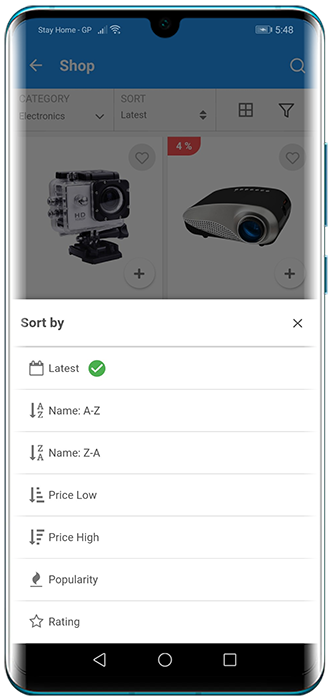 Stay Home - GP
5:48
Shop
CATEGORY
SORT
Electronics
Latest
4 %
HD
Sort by
Latest
Name: A-Z
Name: Z-A
Price Low
Price High
Popularity
Rating